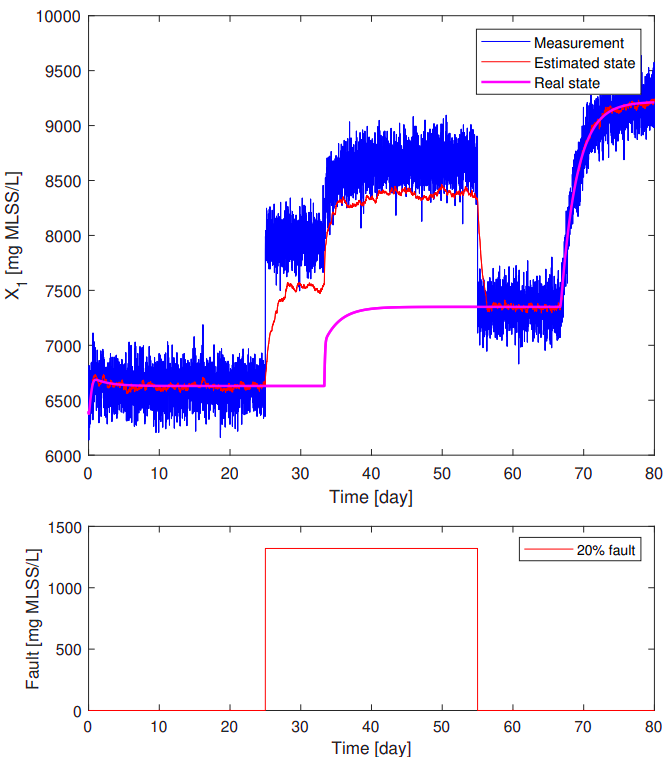 10000
9500
9000
8500
8000
7500
7000
6500
6000
X1 [mg MLSS/L]
Measurement
Estimated state
Real state
0 10 20 30 40 50 60 70 80
Time [day]
1500
1000
500
0
Fault [mg MLSS/L]
20% fault
0 10 20 30 40 50 60 70 80
Time [day]